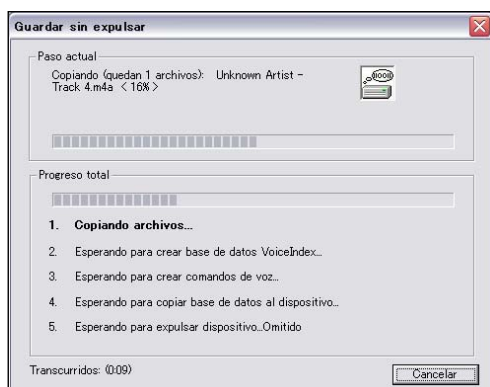 Guardar sin expulsar
Paso actual
Copiando (quedan 1 archivos): Unknown Artist -
Track 4.m4a < 16% >
Progreso total
1. Copiando archivos...
2. Esperando para crear base de datos VoiceIndex...
3. Esperando para crear comandos de voz...
4. Esperando para copiar base de datos al dispositivo...
5. Esperando para expulsar dispositivo...Omitido
Transcurridos: (0:09)
Cancelar